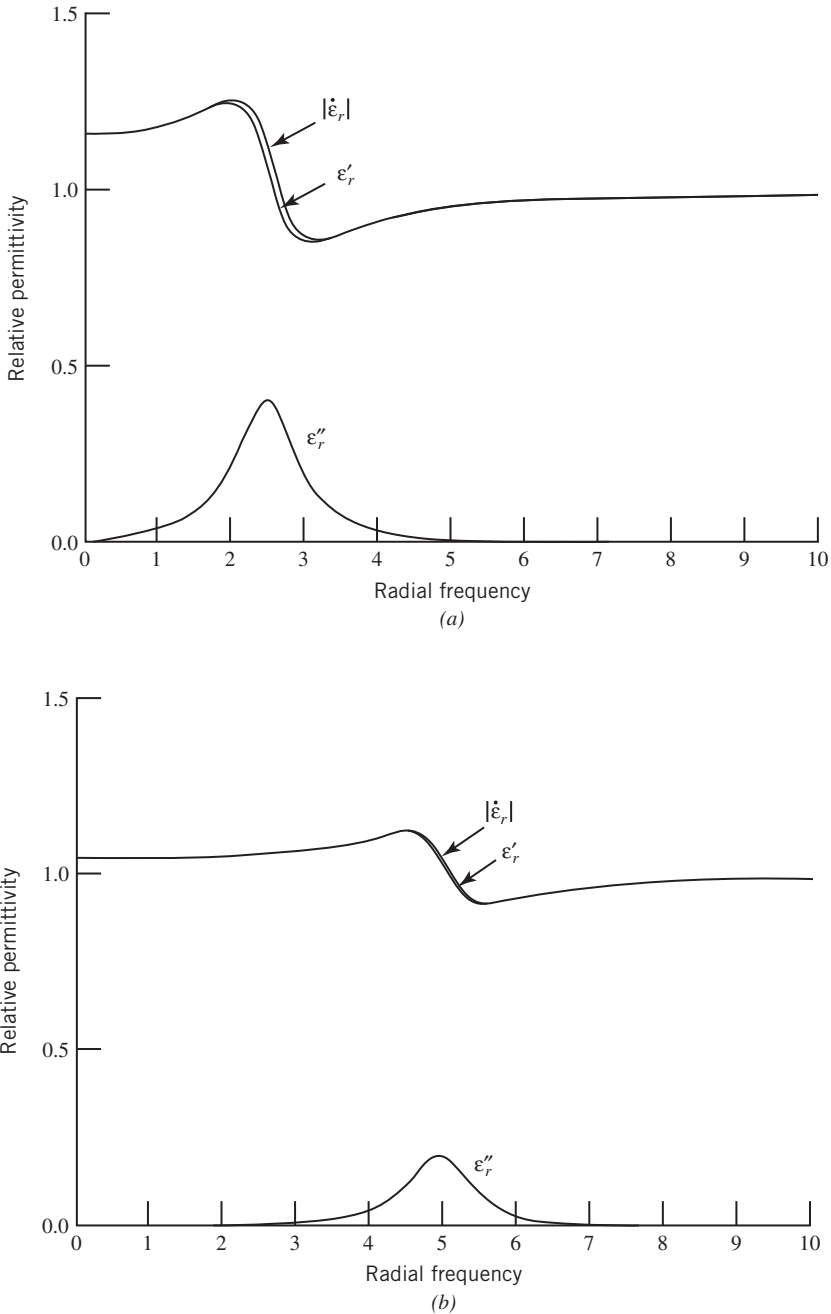 1.5
|ε̇ᵣ|
ε′ᵣ
1.0
Relative permittivity
0.5
ε″ᵣ
0.0
0 1 2 3 4 5 6 7 8 9 10
Radial frequency
(a)
1.5
|ε̇ᵣ|
ε′ᵣ
1.0
Relative permittivity
0.5
ε″ᵣ
0.0
0 1 2 3 4 5 6 7 8 9 10
Radial frequency
(b)